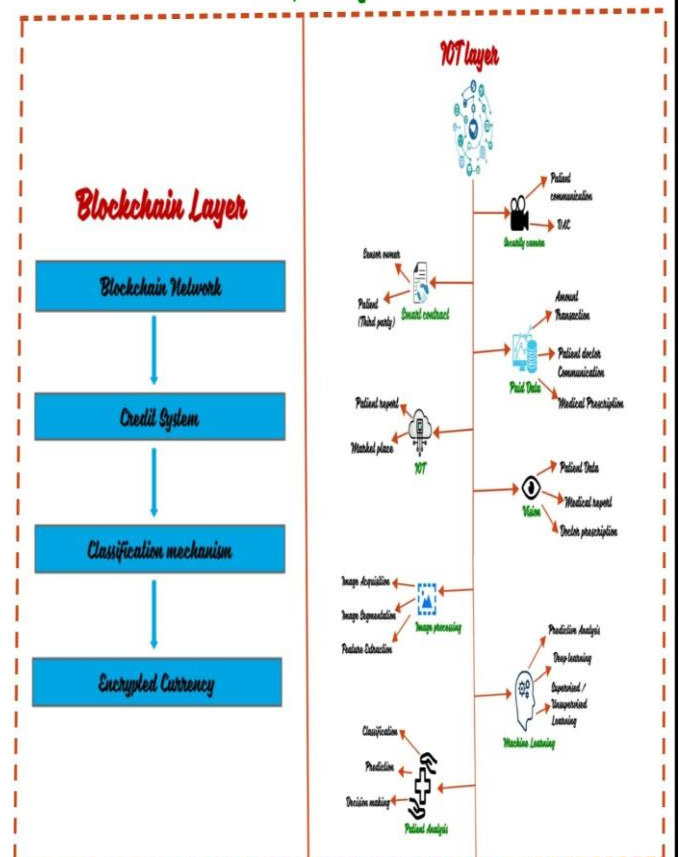 Blockchain Layer
Blockchain Network
Credit System
Classification mechanism
Encrypted Currency
IOT layer
Patient
communication
DAC
Security camera
Sensor owner
Patient
(Third party)
Smart contract
Amount
Transaction
Patient doctor
Communication
Medical Prescription
Paid Data
Patient report
Market place
IOT
Patient Data
Medical report
Doctor prescription
Vision
Image Acquisition
Image Segmentation
Feature Extraction
Image processing
Predictive Analysis
Deep learning
Supervised /
Unsupervised
Learning
Machine Learning
Classification
Prediction
Decision making
Patient Analysis